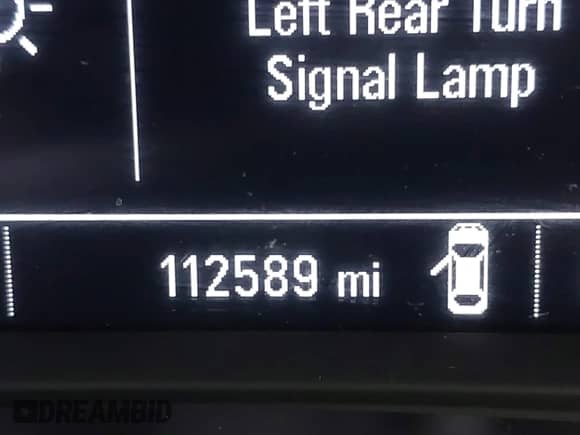 Left Rear Turn
Signal Lamp
112589 mi
DREAMBID